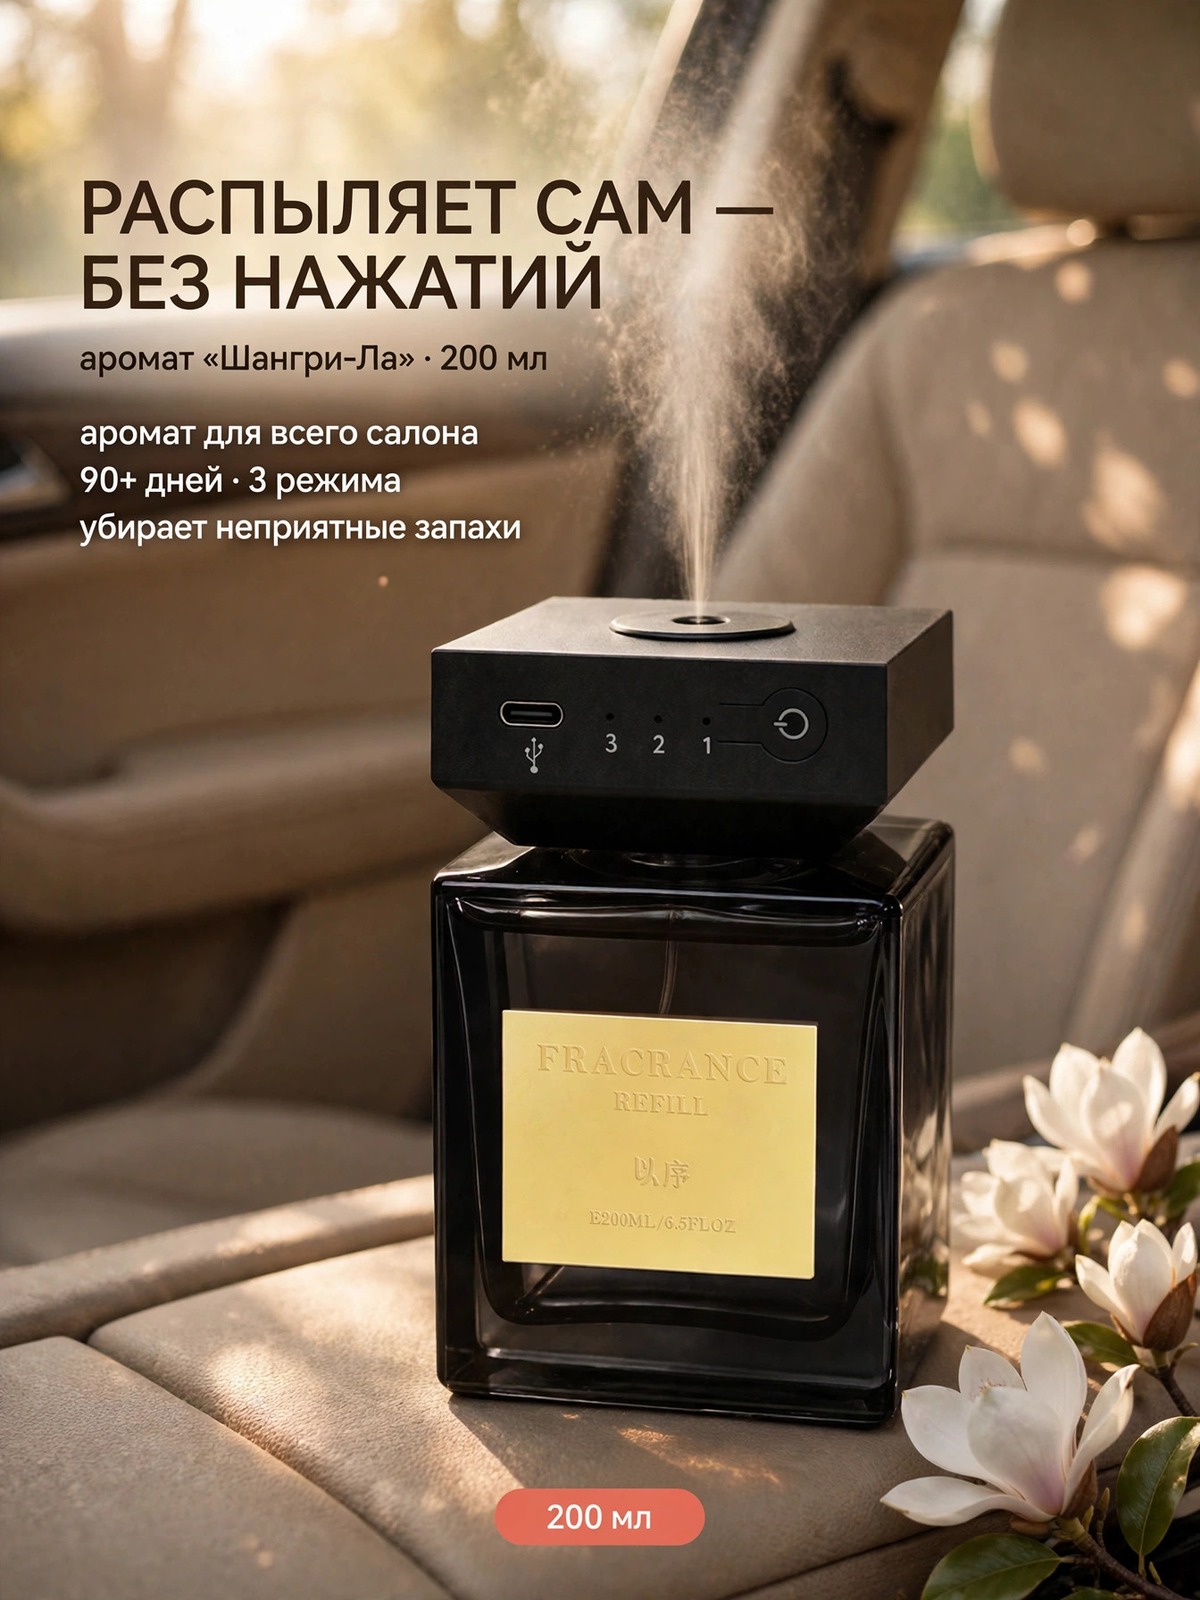 РАСПЫЛЯЕТ САМ —
БЕЗ НАЖАТИЙ
аромат «Шангри-Ла» · 200 мл
аромат для всего салона
90+ дней · 3 режима
убирает неприятные запахи
3 2 1
FRAGRANCE
REFILL
以序
E200ML/6.5FLOZ
200 мл